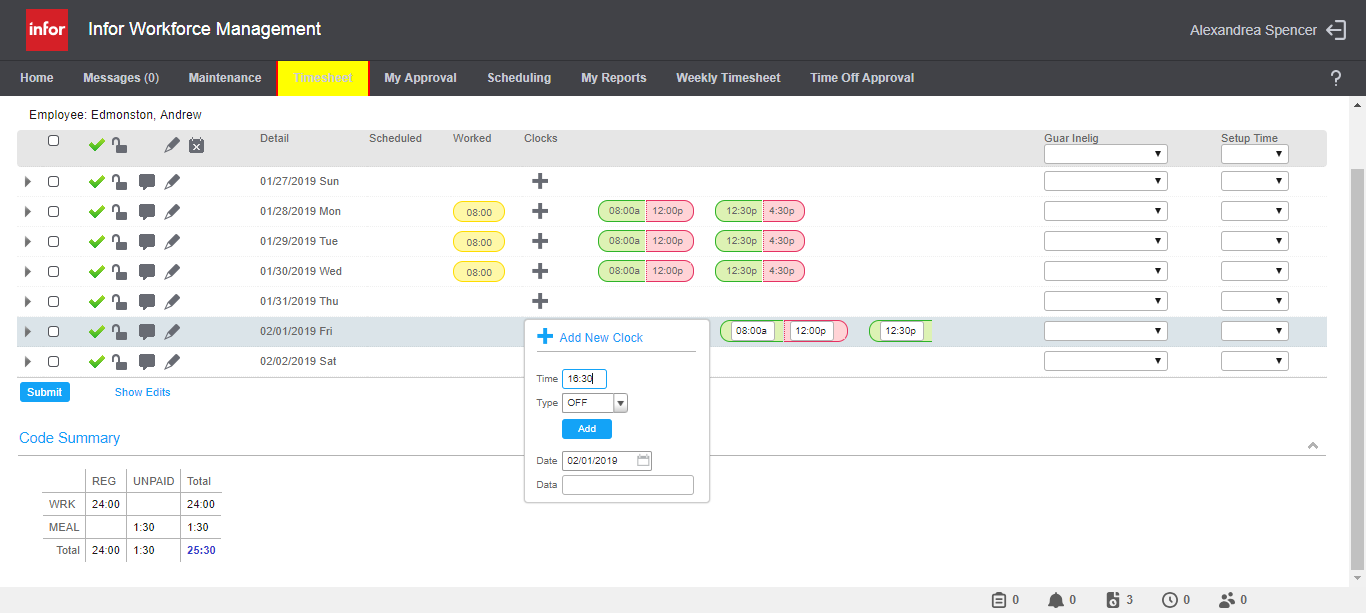 infor Infor Workforce Management Alexandrea Spencer
Home Messages (0) Maintenance Timesheet My Approval Scheduling My Reports Weekly Timesheet Time Off Approval ?
Employee: Edmonston, Andrew
Detail Scheduled Worked Clocks Guar Inelig Setup Time
01/27/2019 Sun
01/28/2019 Mon 08:00 08:00a 12:00p 12:30p 4:30p
01/29/2019 Tue 08:00 08:00a 12:00p 12:30p 4:30p
01/30/2019 Wed 08:00 08:00a 12:00p 12:30p 4:30p
01/31/2019 Thu
02/01/2019 Fri 08:00a 12:00p 12:30p
02/02/2019 Sat
Add New Clock
Time 16:30
Type OFF
Add
Date 02/01/2019
Data
Submit Show Edits
Code Summary
REG UNPAID Total
WRK 24:00 24:00
MEAL 1:30 1:30
Total 24:00 1:30 25:30
0 0 3 0 0